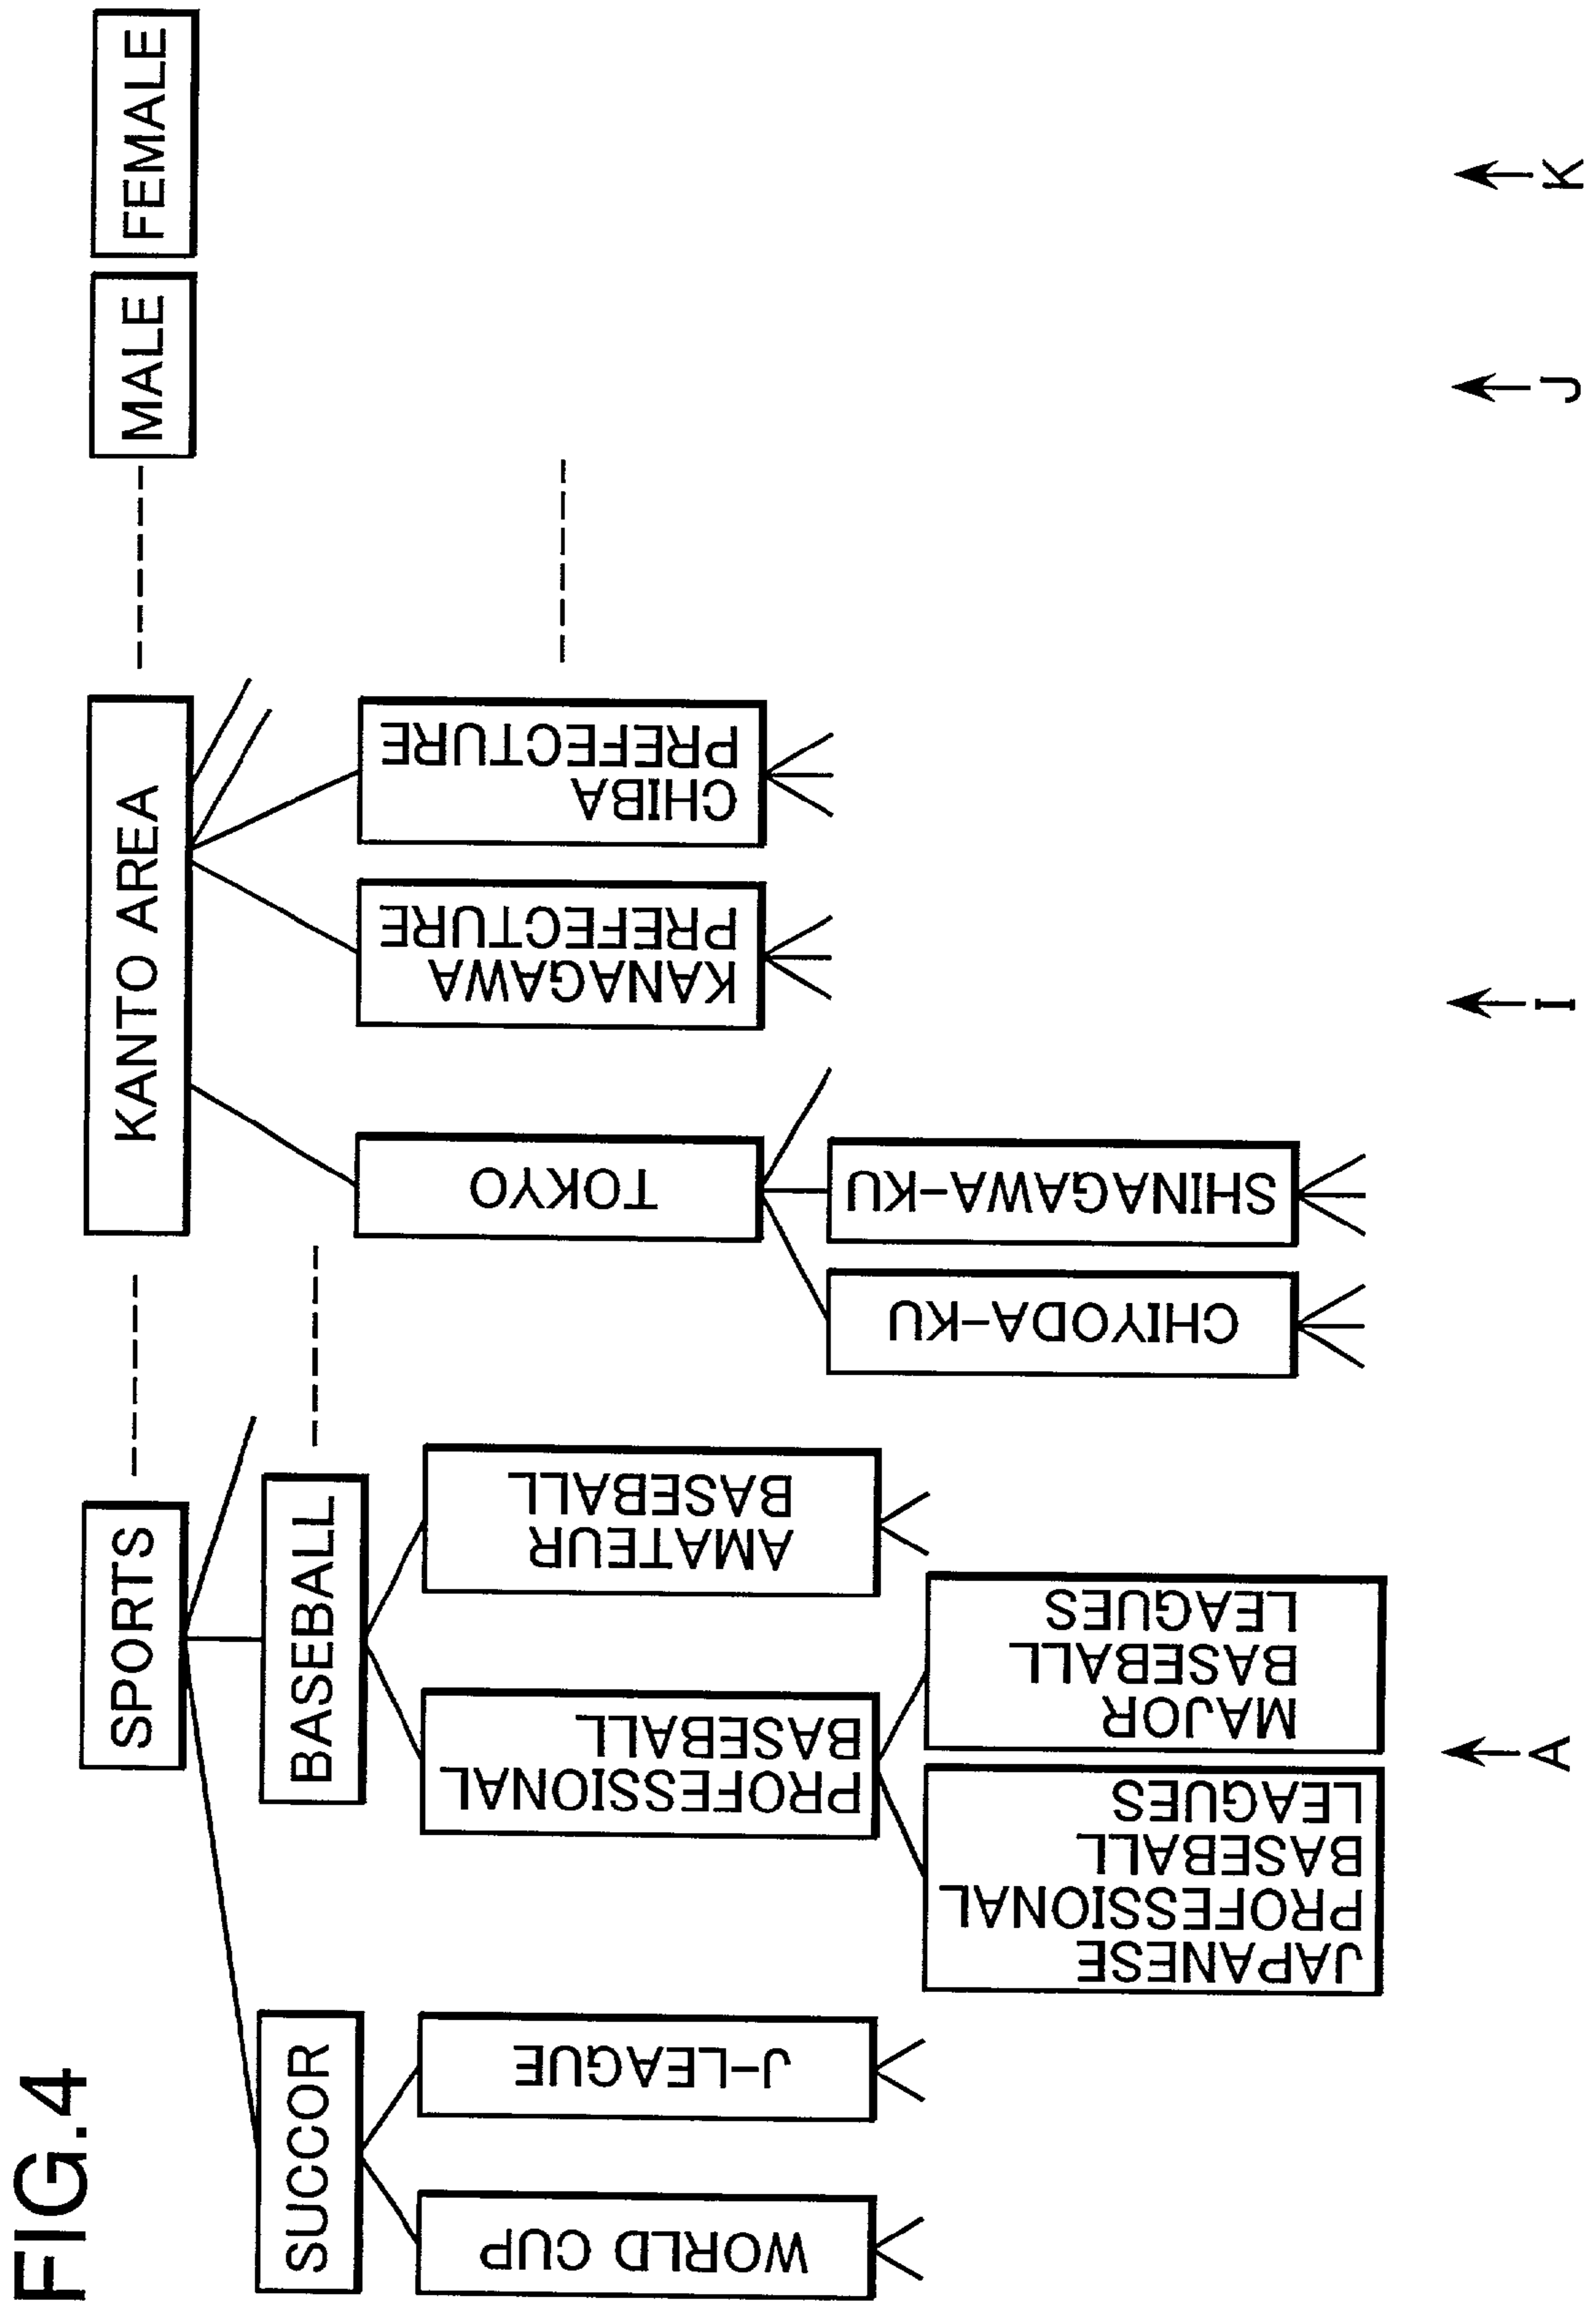 FIG.4
SPORTS
KANTO AREA
MALE
FEMALE
SUCCOR
BASEBALL
WORLD CUP
J-LEAGUE
PROFESSIONAL
BASEBALL
AMATEUR
BASEBALL
TOKYO
KANAGAWA
PREFECTURE
CHIBA
PREFECTURE
JAPANESE
PROFESSIONAL
BASEBALL
LEAGUES
MAJOR
BASEBALL
LEAGUES
CHIYODA-KU
SHINAGAWA-KU
A
I
J
K